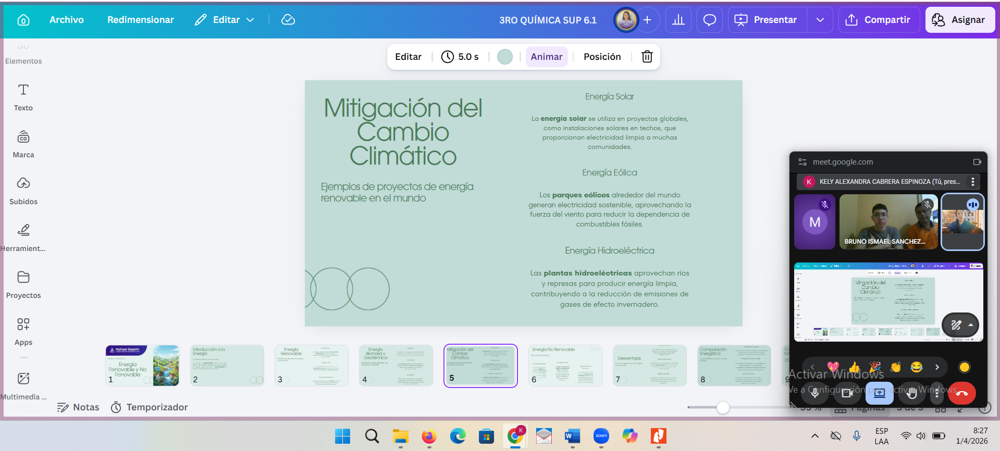 Archivo
Redimensionar
Editar
3RO QUÍMICA SUP 6.1
Presentar
Compartir
Asignar
Elementos
Texto
Marca
Subidos
Herramient...
Proyectos
Apps
Multimedia ...
Editar
5.0 s
Animar
Posición
Mitigación del
Cambio
Climático
Ejemplos de proyectos de energía
renovable en el mundo
Energía Solar
La energía solar se utiliza en proyectos globales,
como instalaciones solares en techos, que
proporcionan electricidad limpia a muchas
comunidades.
Energía Eólica
Los parques eólicos alrededor del mundo
generan electricidad sostenible, aprovechando la
fuerza del viento para reducir la dependencia de
combustibles fósiles.
Energía Hidroeléctrica
Las plantas hidroeléctricas aprovechan ríos
y represas para producir energía limpia,
contribuyendo a la reducción de emisiones de
gases de efecto invernadero.
meet.google.com
K
KELY ALEXANDRA CABRERA ESPINOZA (Tú, pres...
M
BRUNO ISMAEL SANCHEZ...
Mitigación del
Cambio
Climático
Rafael Galeth
Energía
Renovable y No
Renovable
1
Introducción a la
Energía
2
Energía
Renovable
3
Energía
Biomasa y
Geotérmica
4
Mitigación del
Cambio
Climático
5
Energía No Renovable
6
Desventajas
7
Comparación
Energética
8
9
Activar Windows
Ve a Configuración para activar Windows.
Notas
Temporizador
Páginas
K
zoom
ESP
LAA
8:27
1/4/2026